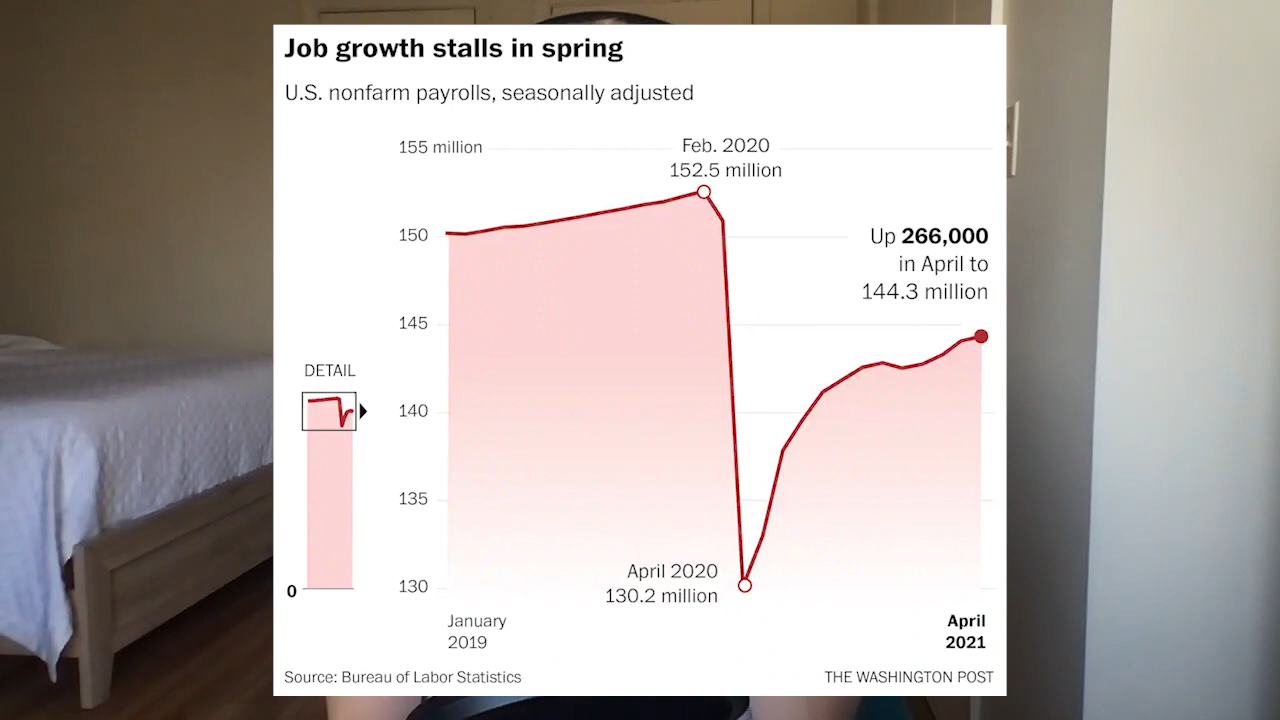 Job growth stalls in spring
U.S. nonfarm payrolls, seasonally adjusted
155 million
Feb. 2020
152.5 million
150
Up 266,000
in April to
144.3 million
145
DETAIL
140
135
April 2020
130.2 million
130
0
January
2019
April
2021
Source: Bureau of Labor Statistics
THE WASHINGTON POST